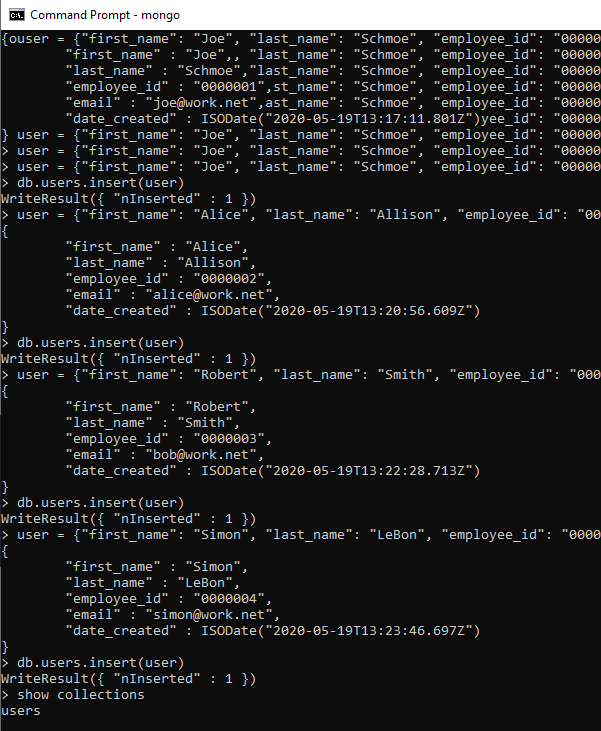 Command Prompt - mongo
{ouser = {"first_name": "Joe", "last_name": "Schmoe", "employee_id": "00000
        "first_name" : "Joe",, "last_name": "Schmoe", "employee_id": "00000
        "last_name" : "Schmoe","last_name": "Schmoe", "employee_id": "00000
        "employee_id" : "0000001",st_name": "Schmoe", "employee_id": "00000
        "email" : "joe@work.net",ast_name": "Schmoe", "employee_id": "00000
        "date_created" : ISODate("2020-05-19T13:17:11.801Z")yee_id": "00000
} user = {"first_name": "Joe", "last_name": "Schmoe", "employee_id": "00000
> user = {"first_name": "Joe", "last_name": "Schmoe", "employee_id": "00000
> user = {"first_name": "Joe", "last_name": "Schmoe", "employee_id": "00000
> db.users.insert(user)
WriteResult({ "nInserted" : 1 })
> user = {"first_name": "Alice", "last_name": "Allison", "employee_id": "00
{
        "first_name" : "Alice",
        "last_name" : "Allison",
        "employee_id" : "0000002",
        "email" : "alice@work.net",
        "date_created" : ISODate("2020-05-19T13:20:56.609Z")
}
> db.users.insert(user)
WriteResult({ "nInserted" : 1 })
> user = {"first_name": "Robert", "last_name": "Smith", "employee_id": "000
{
        "first_name" : "Robert",
        "last_name" : "Smith",
        "employee_id" : "0000003",
        "email" : "bob@work.net",
        "date_created" : ISODate("2020-05-19T13:22:28.713Z")
}
> db.users.insert(user)
WriteResult({ "nInserted" : 1 })
> user = {"first_name": "Simon", "last_name": "LeBon", "employee_id": "0000
{
        "first_name" : "Simon",
        "last_name" : "LeBon",
        "employee_id" : "0000004",
        "email" : "simon@work.net",
        "date_created" : ISODate("2020-05-19T13:23:46.697Z")
}
> db.users.insert(user)
WriteResult({ "nInserted" : 1 })
> show collections
users